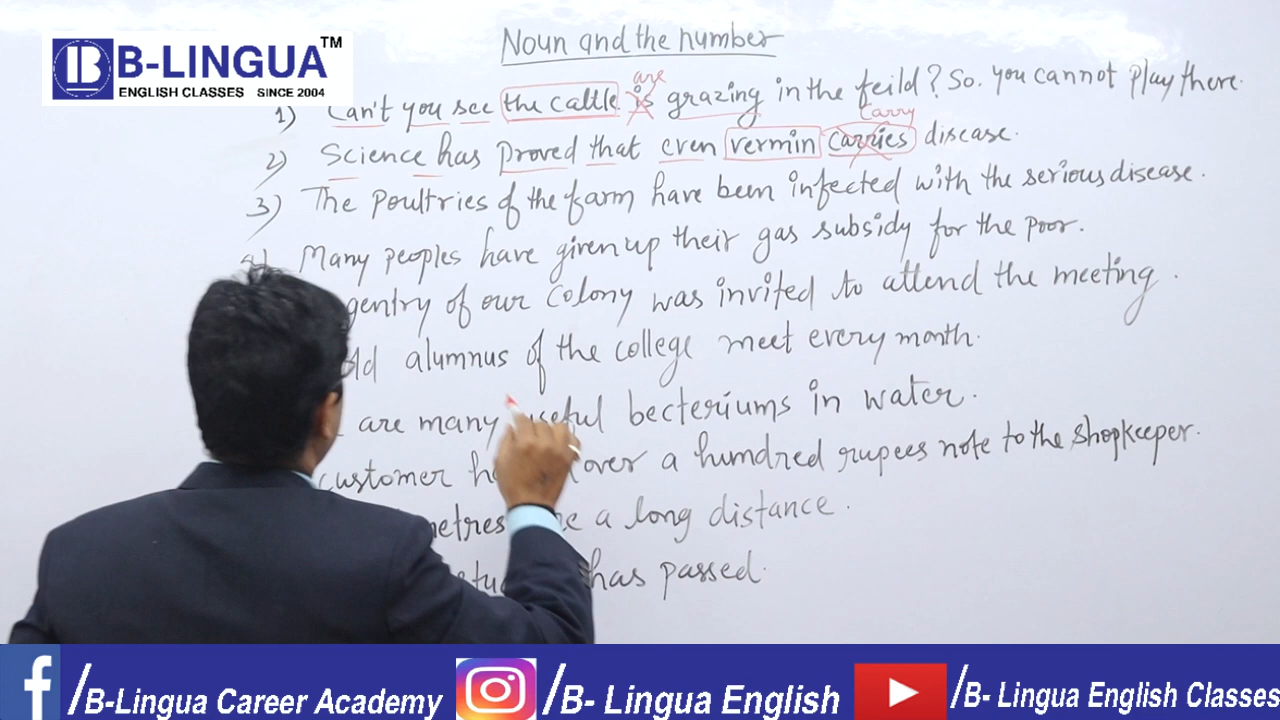 B-LINGUA TM
ENGLISH CLASSES SINCE 2004
Noun and the number
are
1) Can't you see the cattle is grazing in the feild? So. you cannot play there.
Carry
2) Science has proved that even vermin carries disease.
3) The Poultries of the farm have been infected with the serious disease.
Many peoples have given up their gas subsidy for the poor.
gentry of our colony was invited to attend the meeting.
alumnus of the college meet every month.
are many useful becteriums in water.
customer over a hundred rupees note to the shopkeeper.
a long distance.
has passed.
/B-Lingua Career Academy
/B- Lingua English
/B- Lingua English Classes